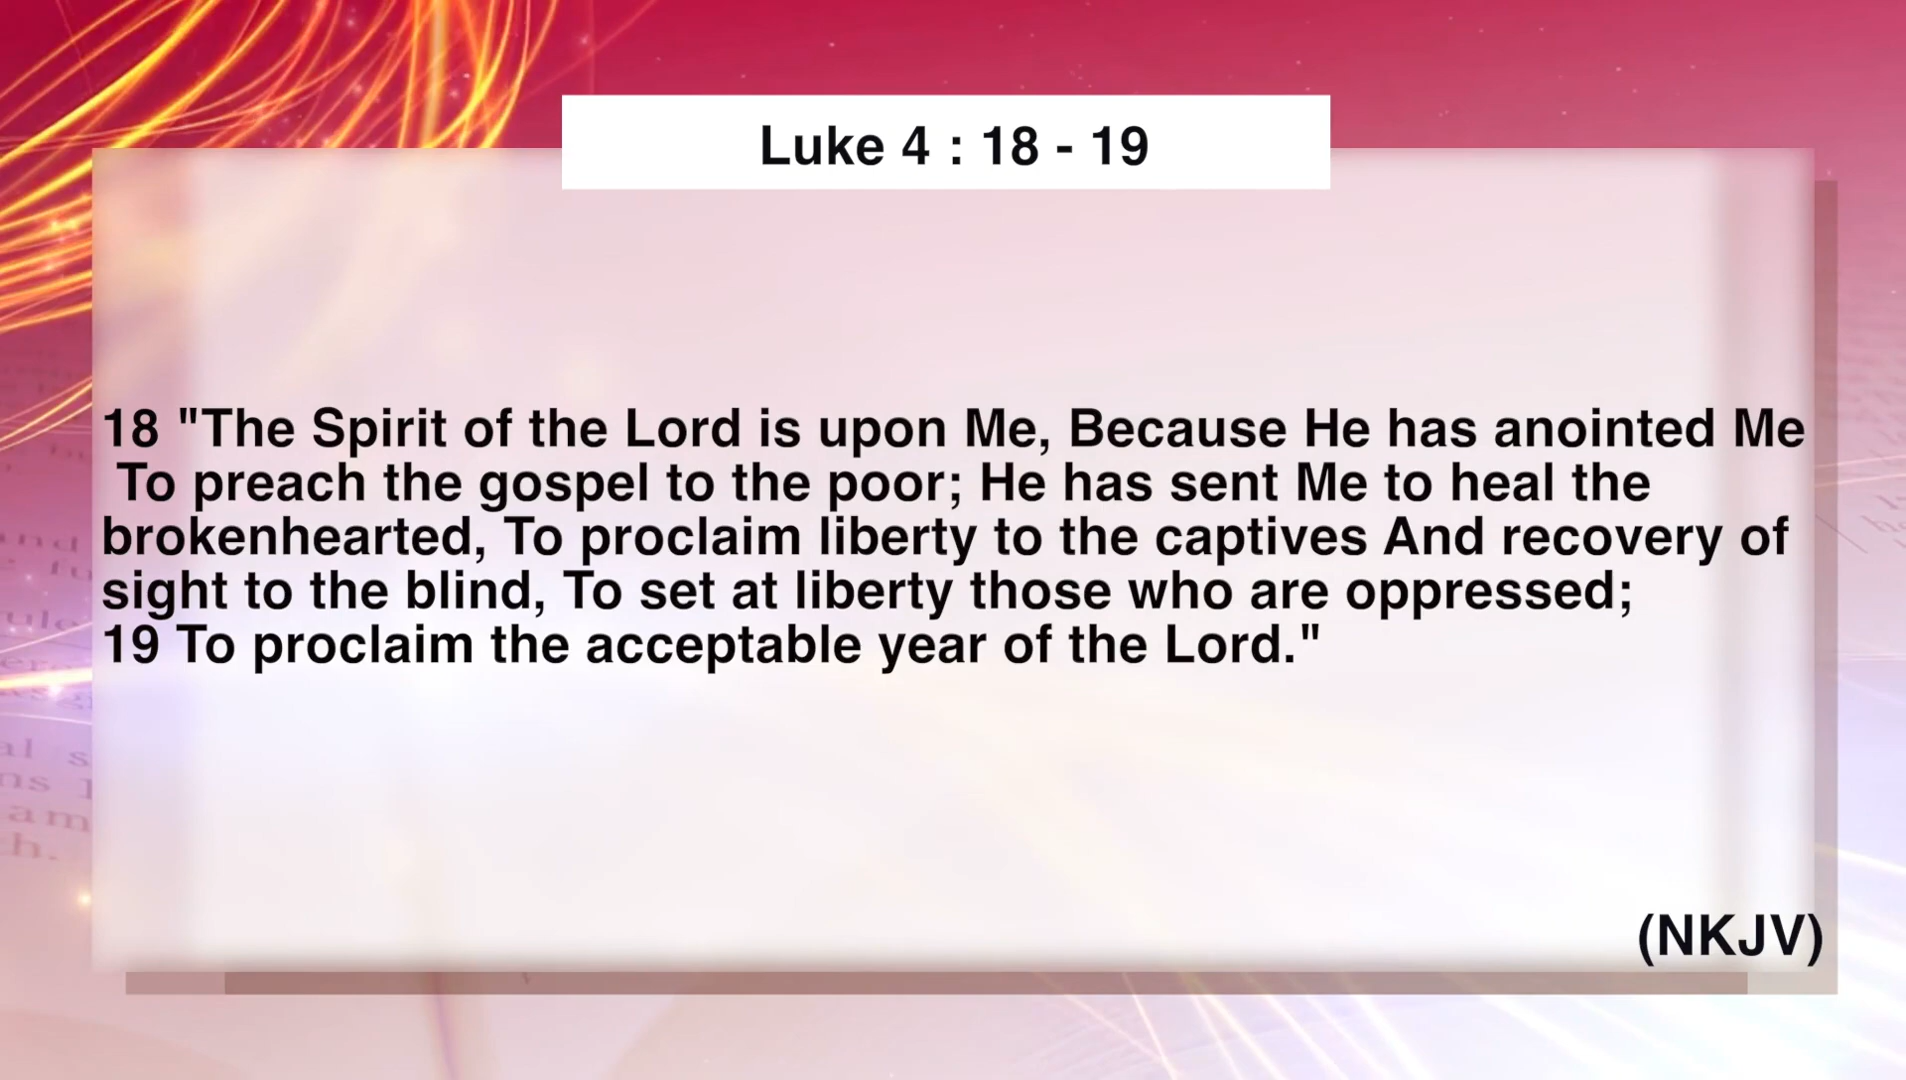 Luke 4 : 18 - 19
18 "The Spirit of the Lord is upon Me, Because He has anointed Me
To preach the gospel to the poor; He has sent Me to heal the
brokenhearted, To proclaim liberty to the captives And recovery of
sight to the blind, To set at liberty those who are oppressed;
19 To proclaim the acceptable year of the Lord."
(NKJV)